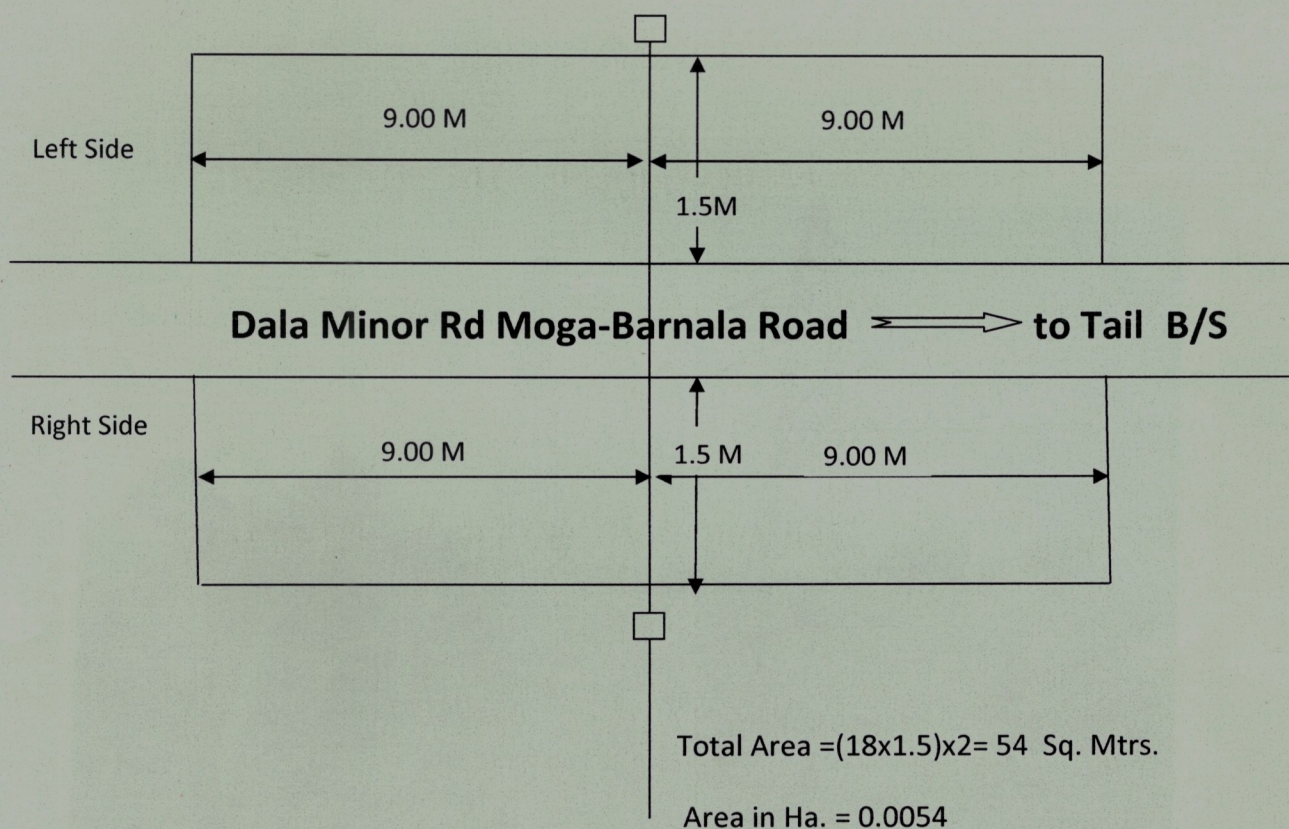 9.00 M
9.00 M
Left Side
1.5M
Dala Minor Rd Moga-Barnala Road to Tail B/S
Right Side
9.00 M
1.5 M
9.00 M
Total Area =(18x1.5)x2= 54 Sq. Mtrs.
Area in Ha. = 0.0054